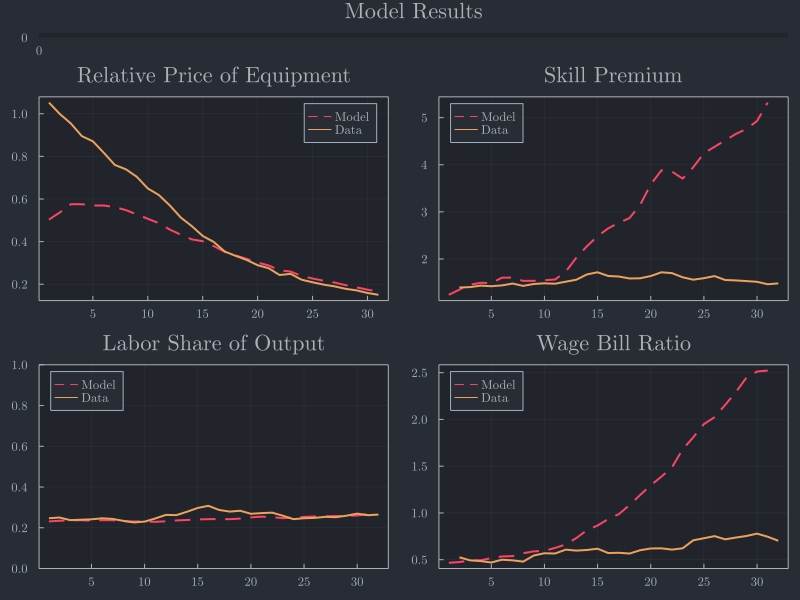 Model Results
0
0
Relative Price of Equipment
1.0
0.8
0.6
0.4
0.2
Model
Data
5 10 15 20 25 30
Skill Premium
5
4
3
2
Model
Data
5 10 15 20 25 30
Labor Share of Output
1.0
0.8
0.6
0.4
0.2
0.0
Model
Data
5 10 15 20 25 30
Wage Bill Ratio
2.5
2.0
1.5
1.0
0.5
Model
Data
5 10 15 20 25 30